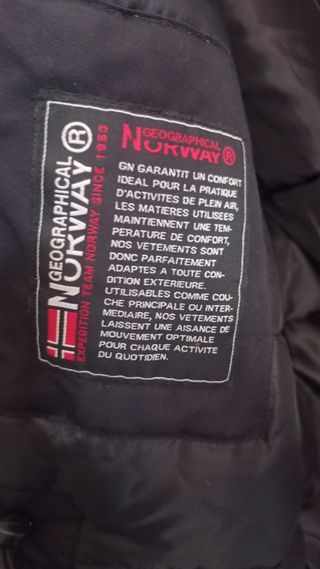 GEOGRAPHICAL
NORWAY®
EXPEDITION TEAM NORWAY SINCE 1953
GEOGRAPHICAL
NORWAY®
GN GARANTIT UN CONFORT
IDEAL POUR LA PRATIQUE
D'ACTIVITES DE PLEIN AIR,
LES MATIERES UTILISEES
MAINTIENNENT UNE TEM-
PERATURE DE CONFORT,
NOS VETEMENTS SONT
DONC PARFAITEMENT
ADAPTES A TOUTE CON-
DITION EXTERIEURE.
UTILISABLES COMME COU-
CHE PRINCIPALE OU INTER-
MEDIAIRE, NOS VETEMENTS
LAISSENT UNE AISANCE DE
MOUVEMENT OPTIMALE
POUR CHAQUE ACTIVITE
DU QUOTIDIEN.